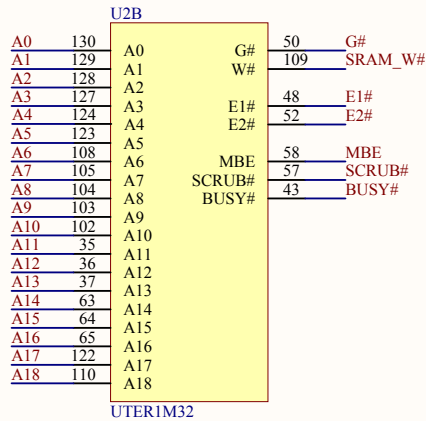 U2B
A0 130 A0 G# 50 G#
A1 129 A1 W# 109 SRAM_W#
A2 128 A2
A3 127 A3 E1# 48 E1#
A4 124 A4 E2# 52 E2#
A5 123 A5
A6 108 A6 MBE 58 MBE
A7 105 A7 SCRUB# 57 SCRUB#
A8 104 A8 BUSY# 43 BUSY#
A9 103 A9
A10 102 A10
A11 35 A11
A12 36 A12
A13 37 A13
A14 63 A14
A15 64 A15
A16 65 A16
A17 122 A17
A18 110 A18
UTER1M32